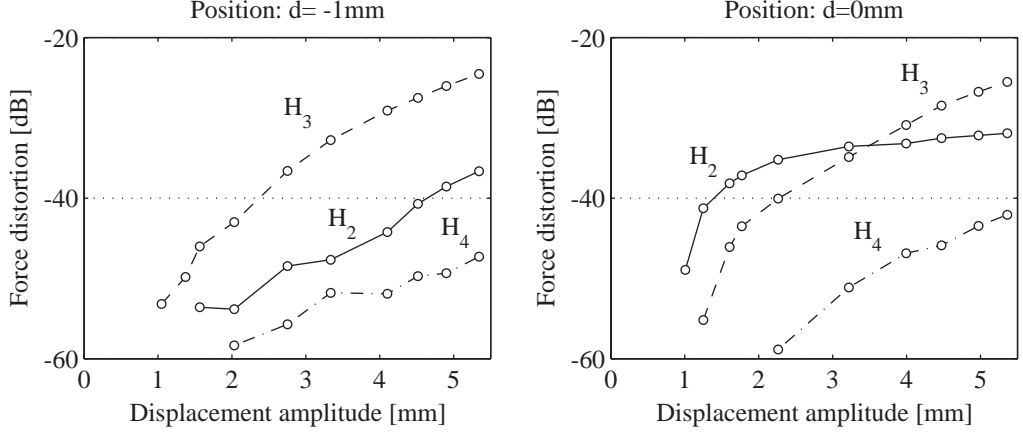 Position: d= -1mm
-20
-40
-60
0
1
2
3
4
5
Force distortion [dB]
Displacement amplitude [mm]
H3
H2
H4
Position: d=0mm
-20
-40
-60
0
1
2
3
4
5
Force distortion [dB]
Displacement amplitude [mm]
H3
H2
H4